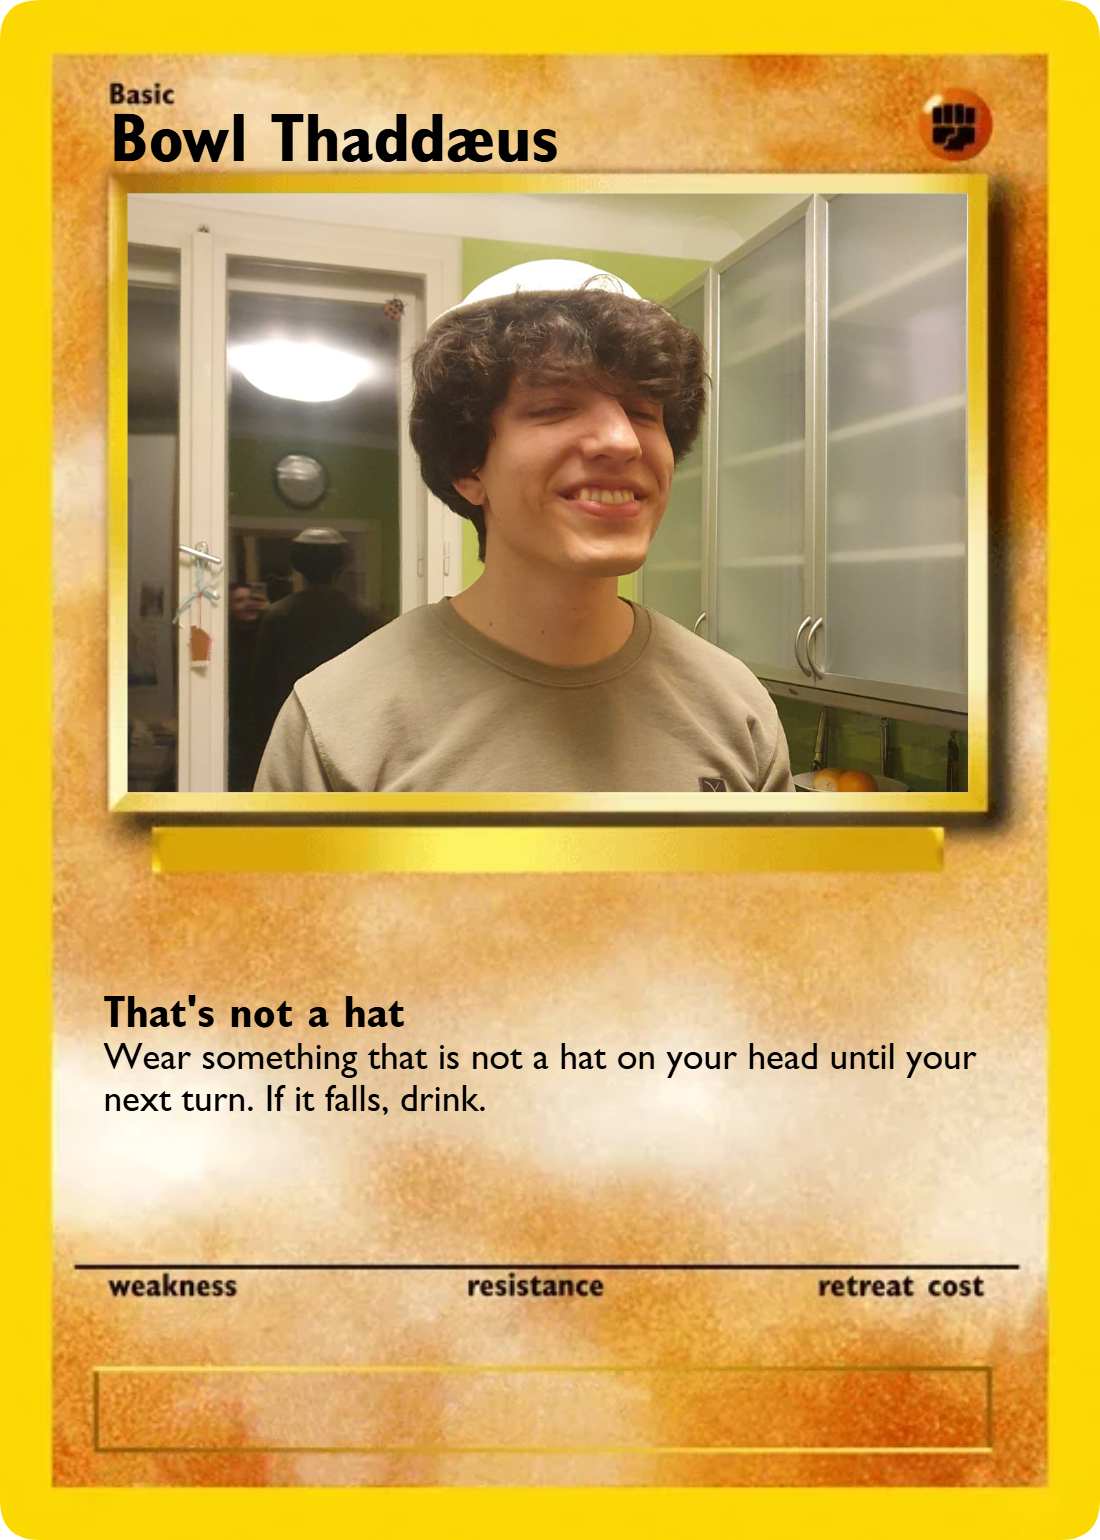 Basic
Bowl Thaddæus
That's not a hat
Wear something that is not a hat on your head until your
next turn. If it falls, drink.
weakness resistance retreat cost